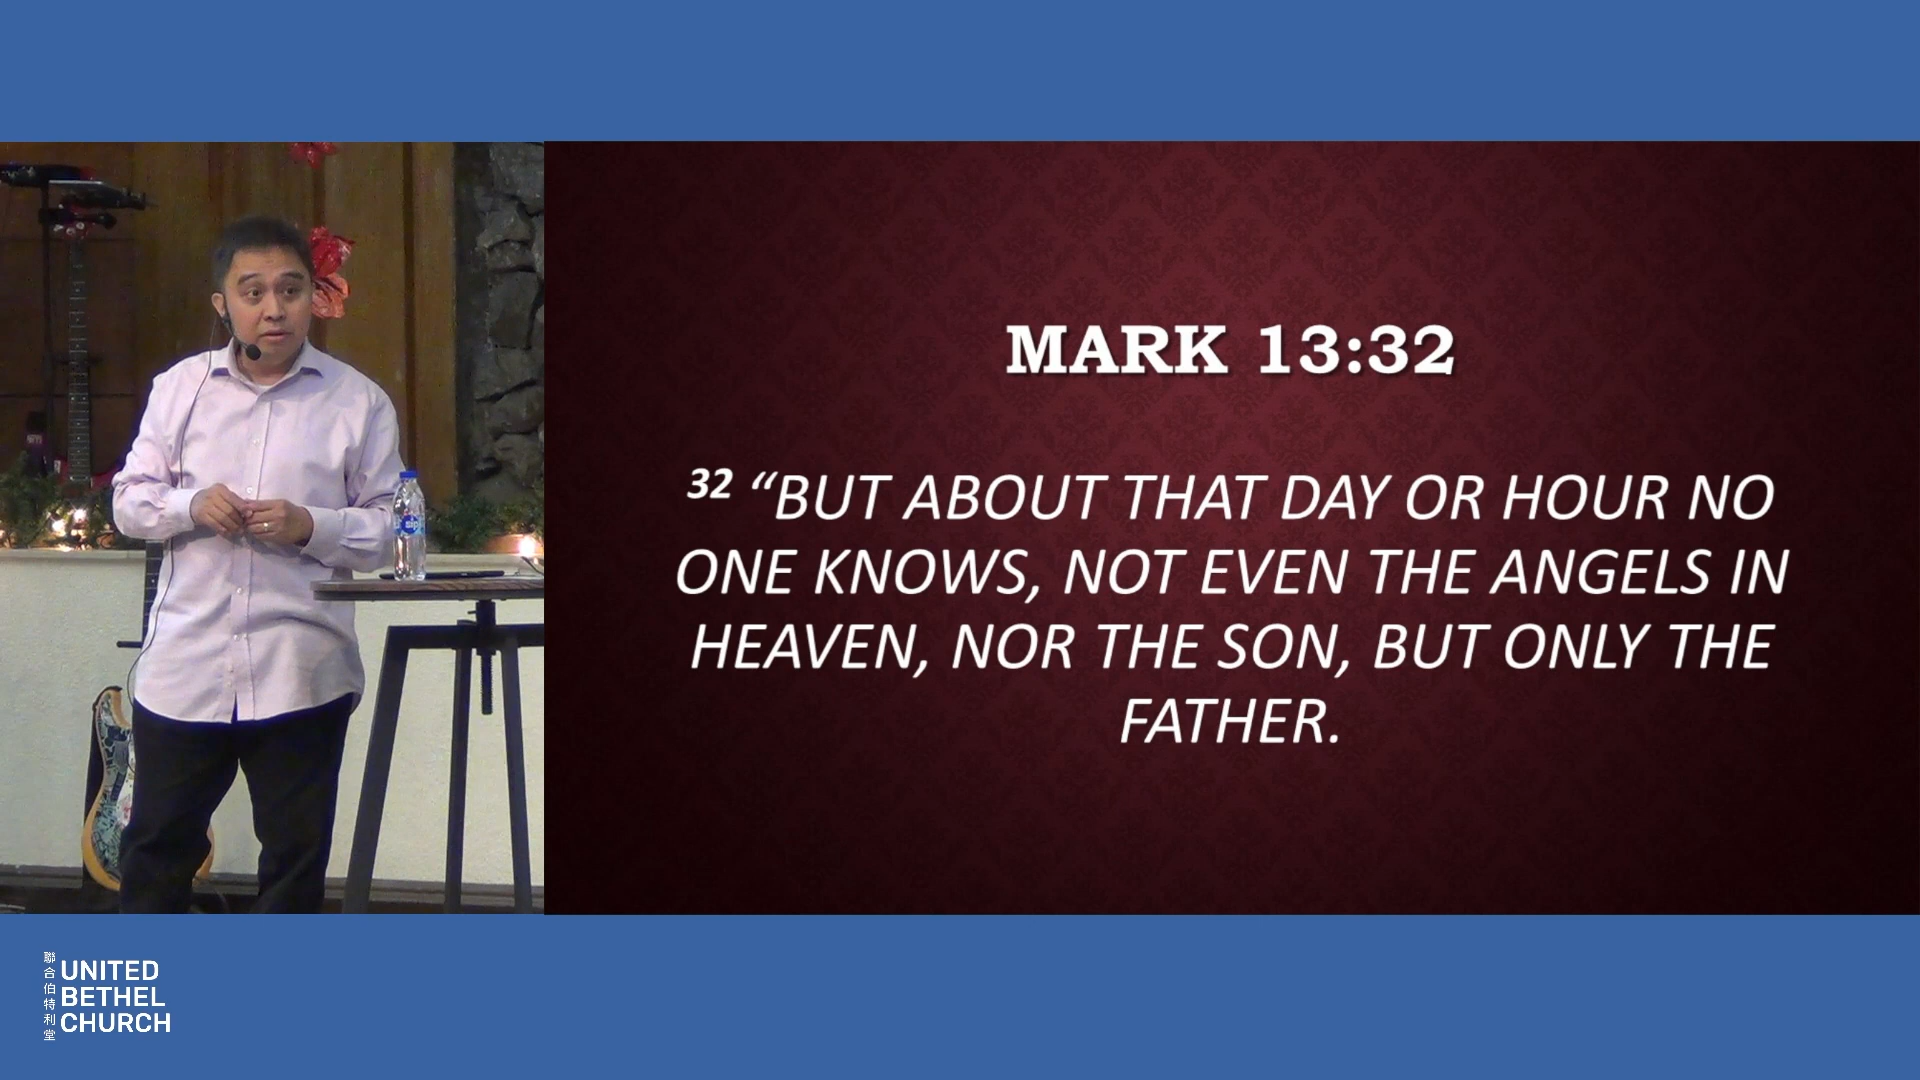 MARK 13:32
32 “BUT ABOUT THAT DAY OR HOUR NO
ONE KNOWS, NOT EVEN THE ANGELS IN
HEAVEN, NOR THE SON, BUT ONLY THE
FATHER.
sip
聯合伯特利堂
UNITED
BETHEL
CHURCH